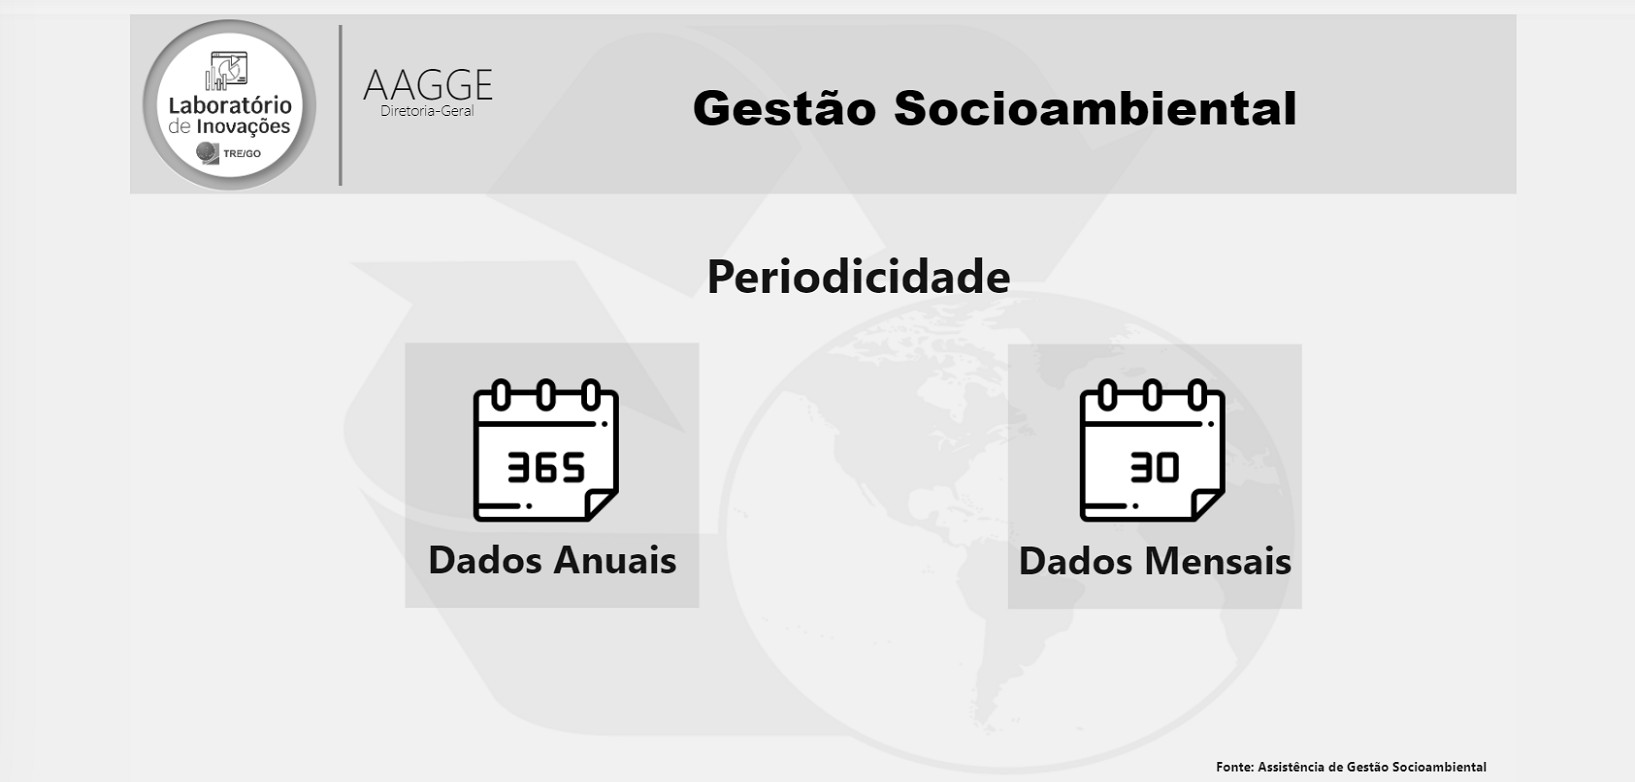 Laboratório
de Inovações
TRE/GO
AAGGE
Diretoria-Geral
Gestão Socioambiental
Periodicidade
365
30
Dados Anuais
Dados Mensais
Fonte: Assistência de Gestão Socioambiental